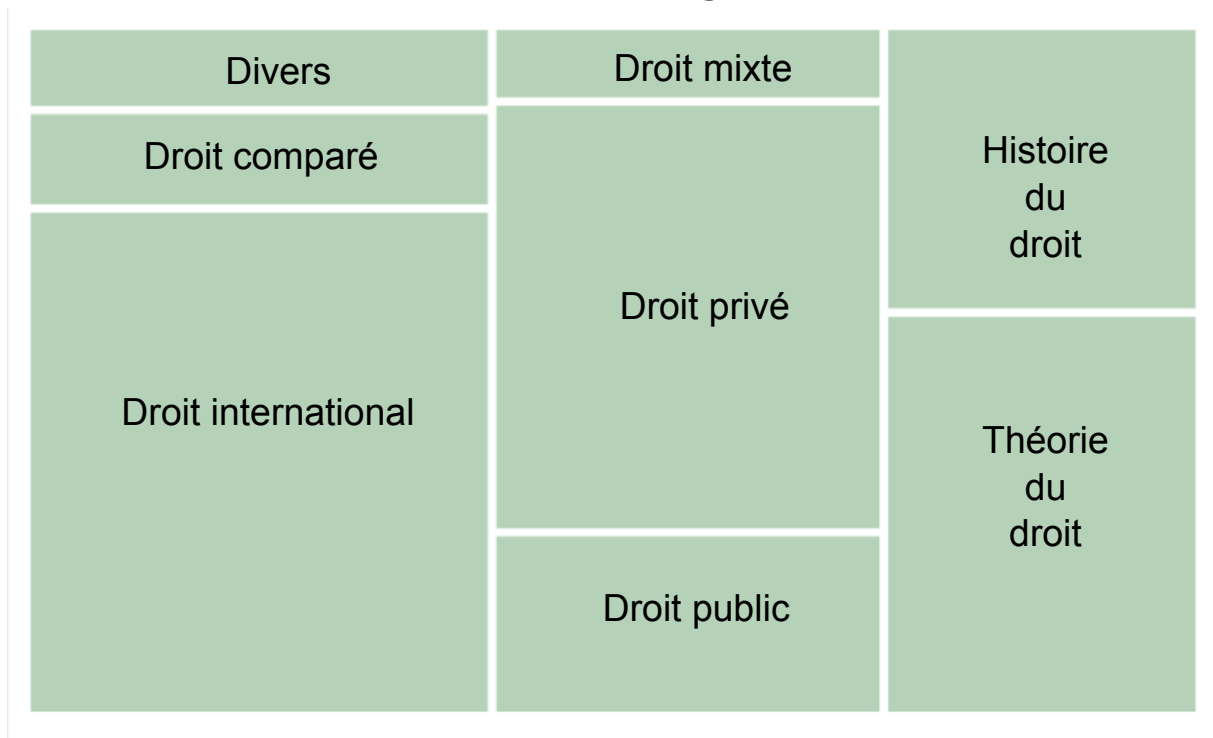 Divers
Droit comparé
Droit international
Droit mixte
Droit privé
Droit public
Histoire
du
droit
Théorie
du
droit